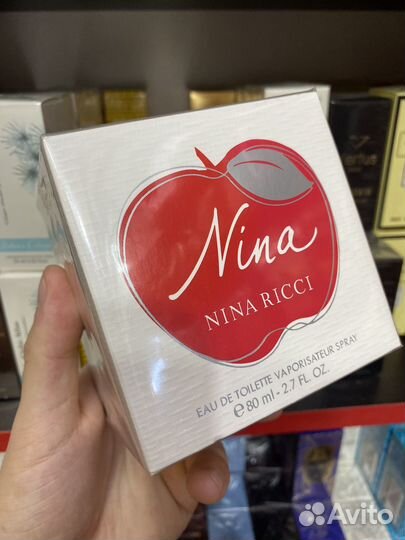 Nina
NINA RICCI
EAU DE TOILETTE VAPORISATEUR SPRAY
℮ 80 ml - 2.7 FL. OZ.
Avito